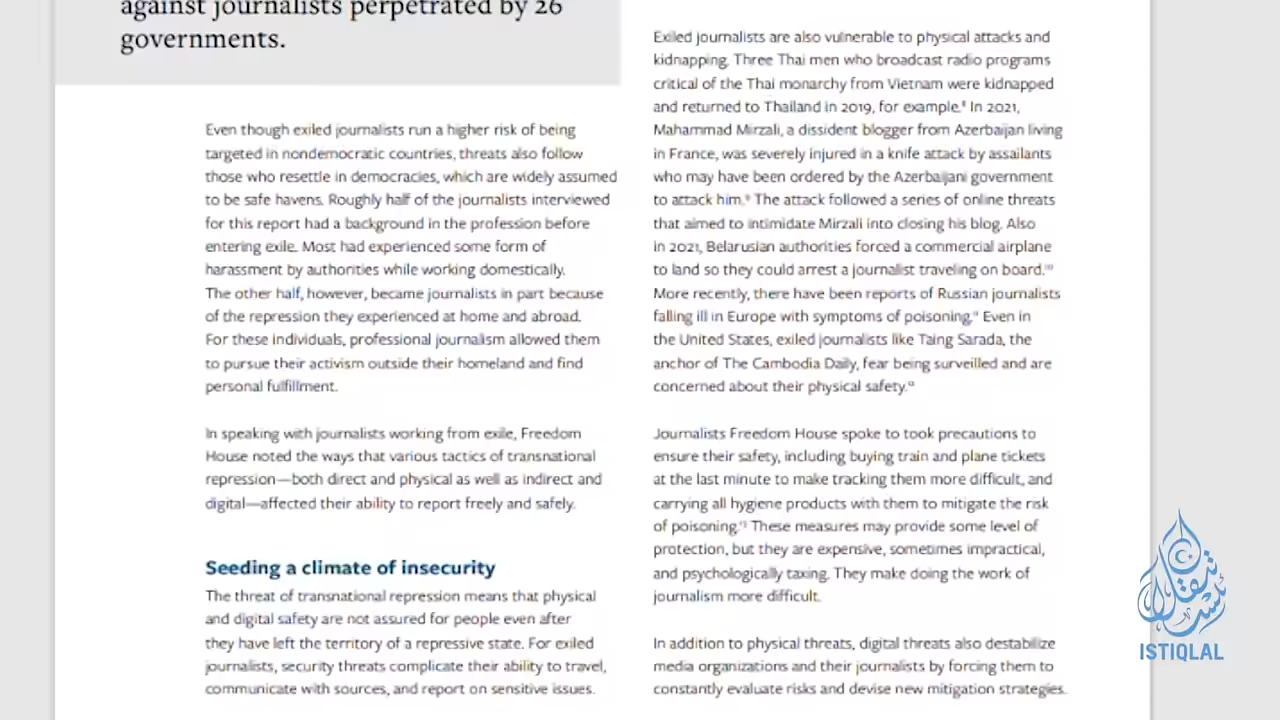 against journalists perpetrated by 26
governments.
Even though exiled journalists run a higher risk of being
targeted in nondemocratic countries, threats also follow
those who resettle in democracies, which are widely assumed
to be safe havens. Roughly half of the journalists interviewed
for this report had a background in the profession before
entering exile. Most had experienced some form of
harassment by authorities while working domestically.
The other half, however, became journalists in part because
of the repression they experienced at home and abroad.
For these individuals, professional journalism allowed them
to pursue their activism outside their homeland and find
personal fulfillment.
In speaking with journalists working from exile, Freedom
House noted the ways that various tactics of transnational
repression—both direct and physical as well as indirect and
digital—affected their ability to report freely and safely.
Seeding a climate of insecurity
The threat of transnational repression means that physical
and digital safety are not assured for people even after
they have left the territory of a repressive state. For exiled
journalists, security threats complicate their ability to travel,
communicate with sources, and report on sensitive issues.
Exiled journalists are also vulnerable to physical attacks and
kidnapping. Three Thai men who broadcast radio programs
critical of the Thai monarchy from Vietnam were kidnapped
and returned to Thailand in 2019, for example.⁸ In 2021,
Mahammad Mirzali, a dissident blogger from Azerbaijan living
in France, was severely injured in a knife attack by assailants
who may have been ordered by the Azerbaijani government
to attack him.⁹ The attack followed a series of online threats
that aimed to intimidate Mirzali into closing his blog. Also
in 2021, Belarusian authorities forced a commercial airplane
to land so they could arrest a journalist traveling on board.¹⁰
More recently, there have been reports of Russian journalists
falling ill in Europe with symptoms of poisoning.¹¹ Even in
the United States, exiled journalists like Taing Sarada, the
anchor of The Cambodia Daily, fear being surveilled and are
concerned about their physical safety.¹²
Journalists Freedom House spoke to took precautions to
ensure their safety, including buying train and plane tickets
at the last minute to make tracking them more difficult, and
carrying all hygiene products with them to mitigate the risk
of poisoning.¹³ These measures may provide some level of
protection, but they are expensive, sometimes impractical,
and psychologically taxing. They make doing the work of
journalism more difficult.
In addition to physical threats, digital threats also destabilize
media organizations and their journalists by forcing them to
constantly evaluate risks and devise new mitigation strategies.
ISTIQLAL